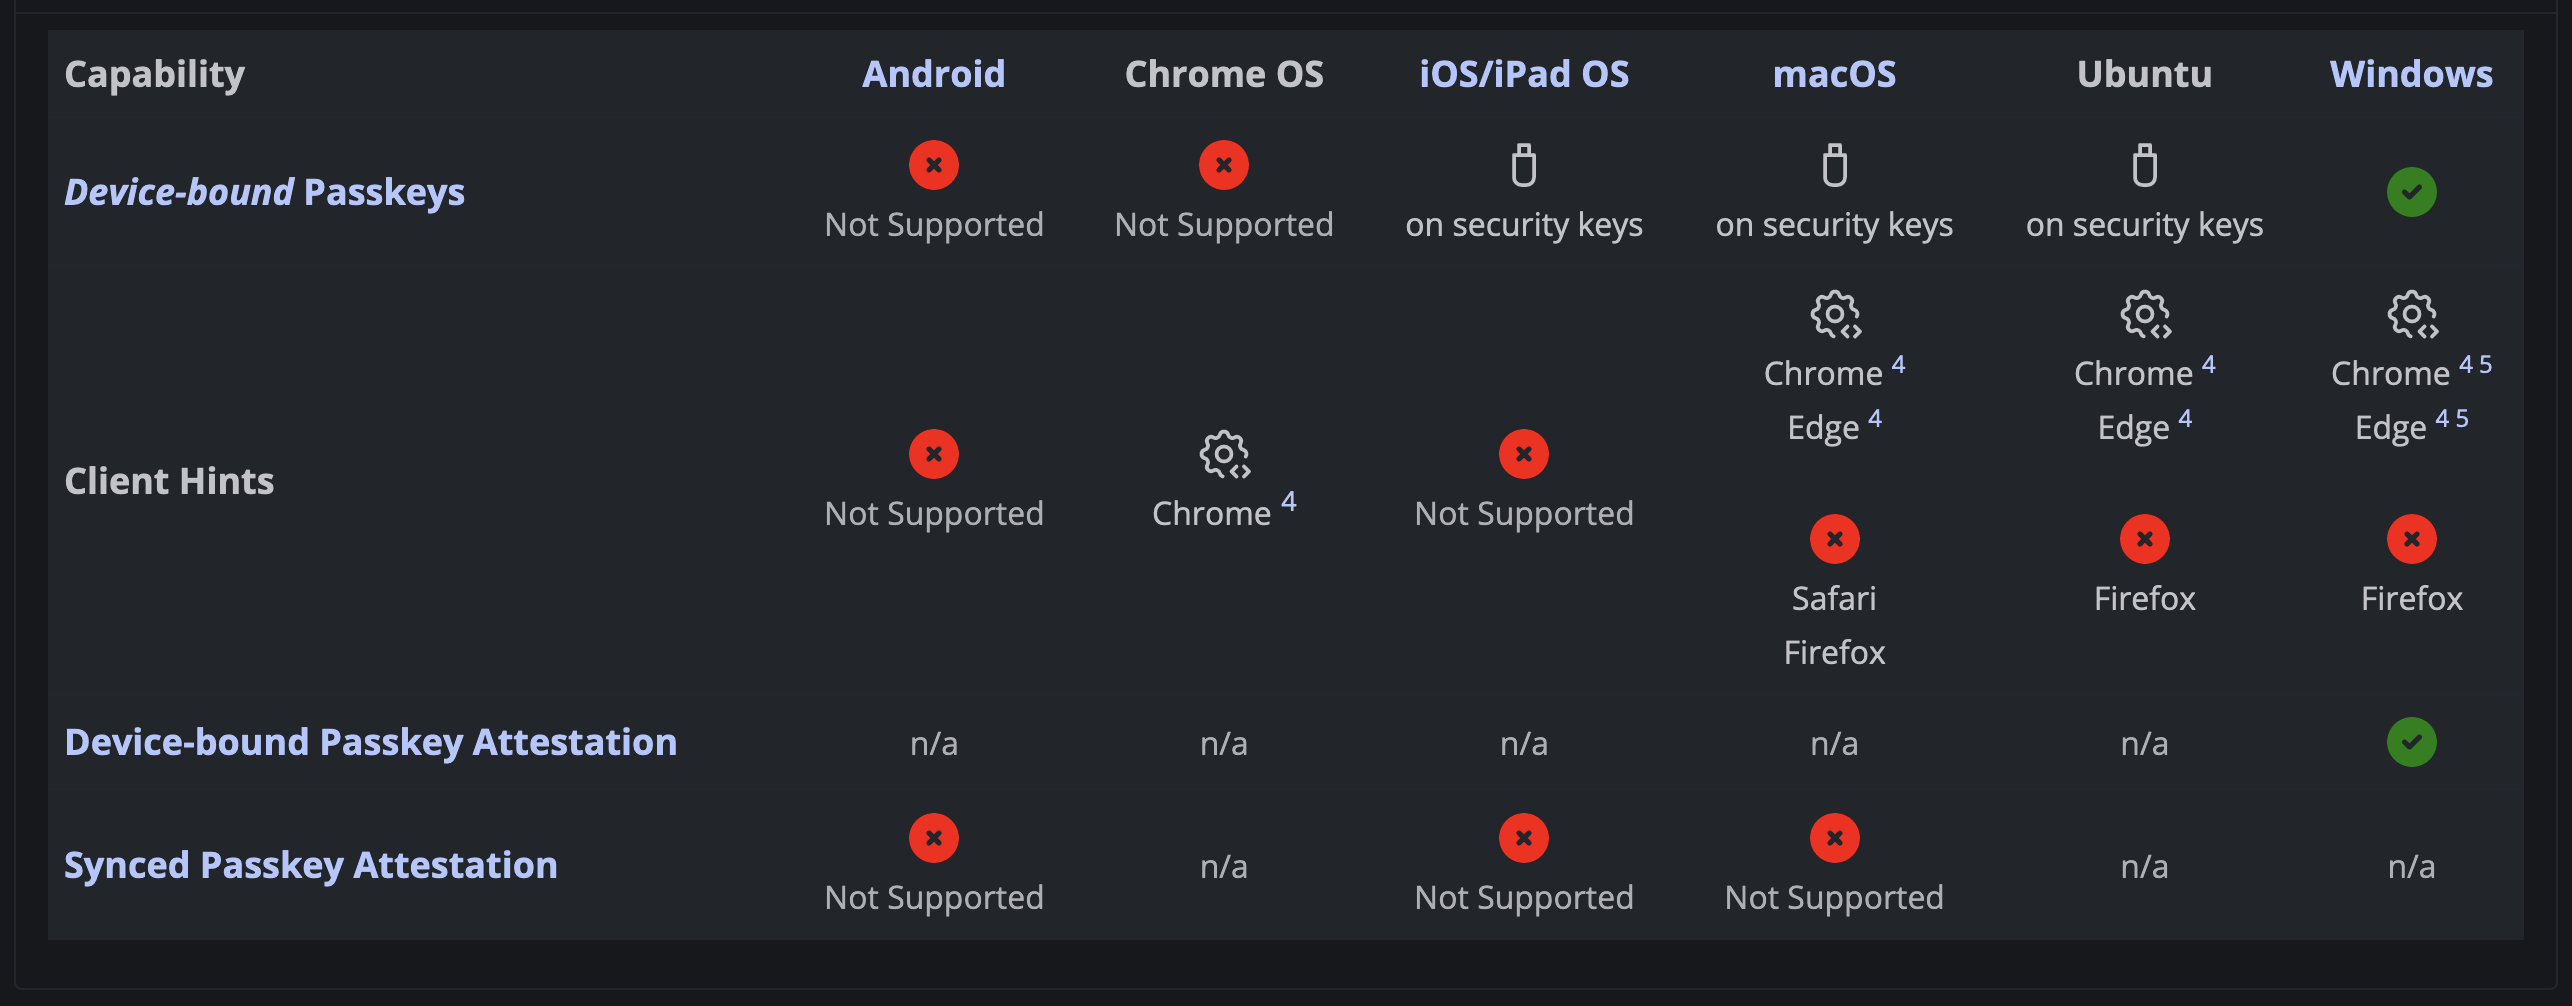 Capability Android Chrome OS iOS/iPad OS macOS Ubuntu Windows
Device-bound Passkeys
Not Supported Not Supported on security keys on security keys on security keys
Client Hints
Not Supported
Chrome 4
Not Supported
Chrome 4
Edge 4
Safari
Firefox
Chrome 4
Edge 4
Firefox
Chrome 4 5
Edge 4 5
Firefox
Device-bound Passkey Attestation n/a n/a n/a n/a n/a
Synced Passkey Attestation
Not Supported
n/a
Not Supported
Not Supported
n/a
n/a